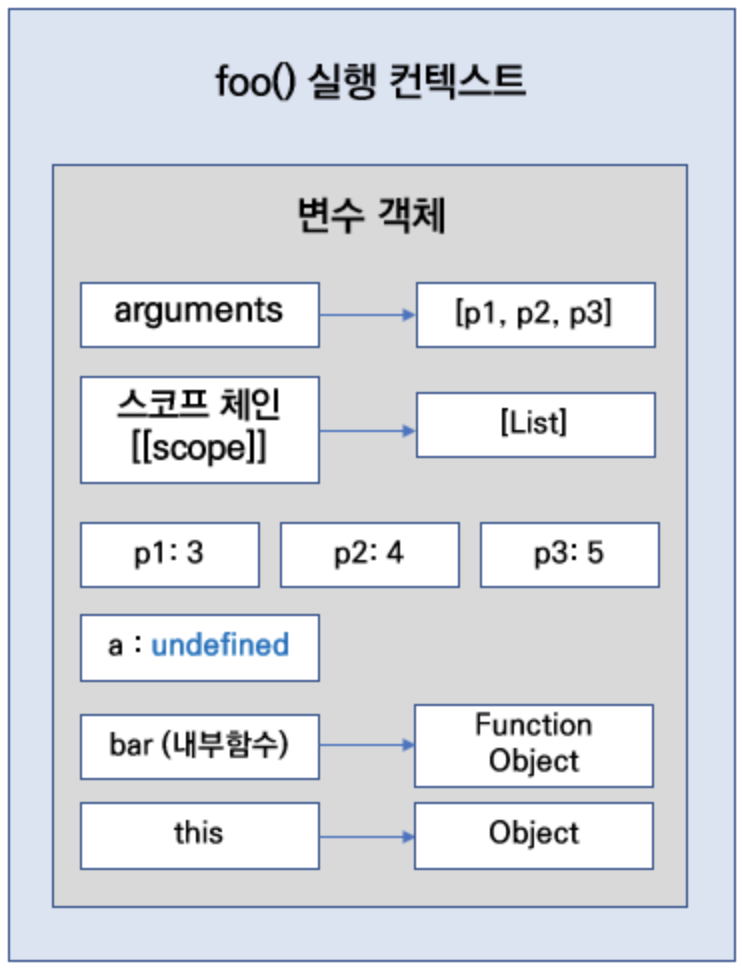 foo() 실행 컨텍스트
변수 객체
arguments
[p1, p2, p3]
스코프 체인
[[scope]]
[List]
p1: 3
p2: 4
p3: 5
a : undefined
bar (내부함수)
Function
Object
this
Object